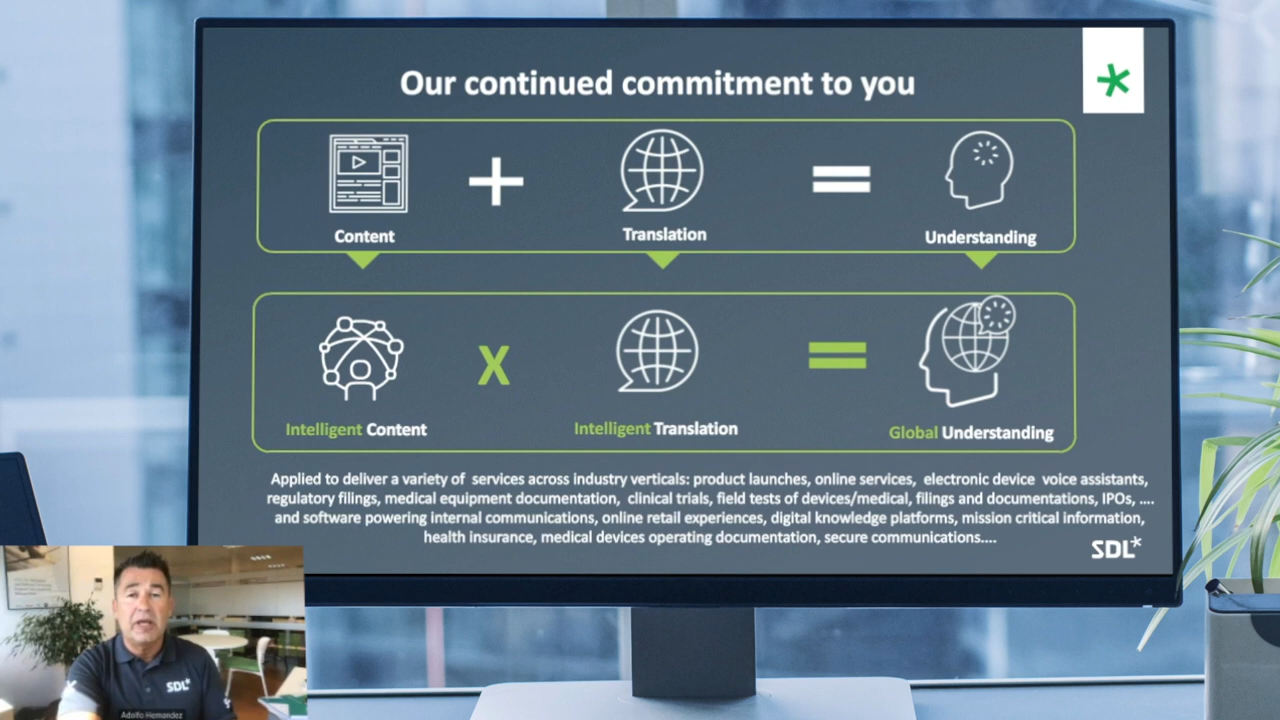 Our continued commitment to you
Content
Translation
Understanding
Intelligent Content
X
Intelligent Translation
Global Understanding
Applied to deliver a variety of services across industry verticals: product launches, online services, electronic device voice assistants,
regulatory filings, medical equipment documentation, clinical trials, field tests of devices/medical, filings and documentations, IPOs, ....
and software powering internal communications, online retail experiences, digital knowledge platforms, mission critical information,
health insurance, medical devices operating documentation, secure communications....
SDL*
SDL*
Adolfo Hernandez